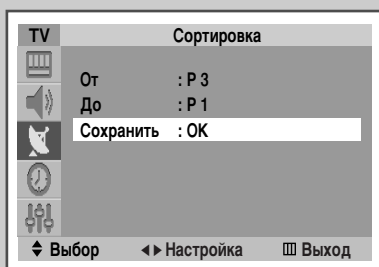 TV Сортировка
От : P 3
До : P 1
Сохранить : OK
Выбор Настройка Выход